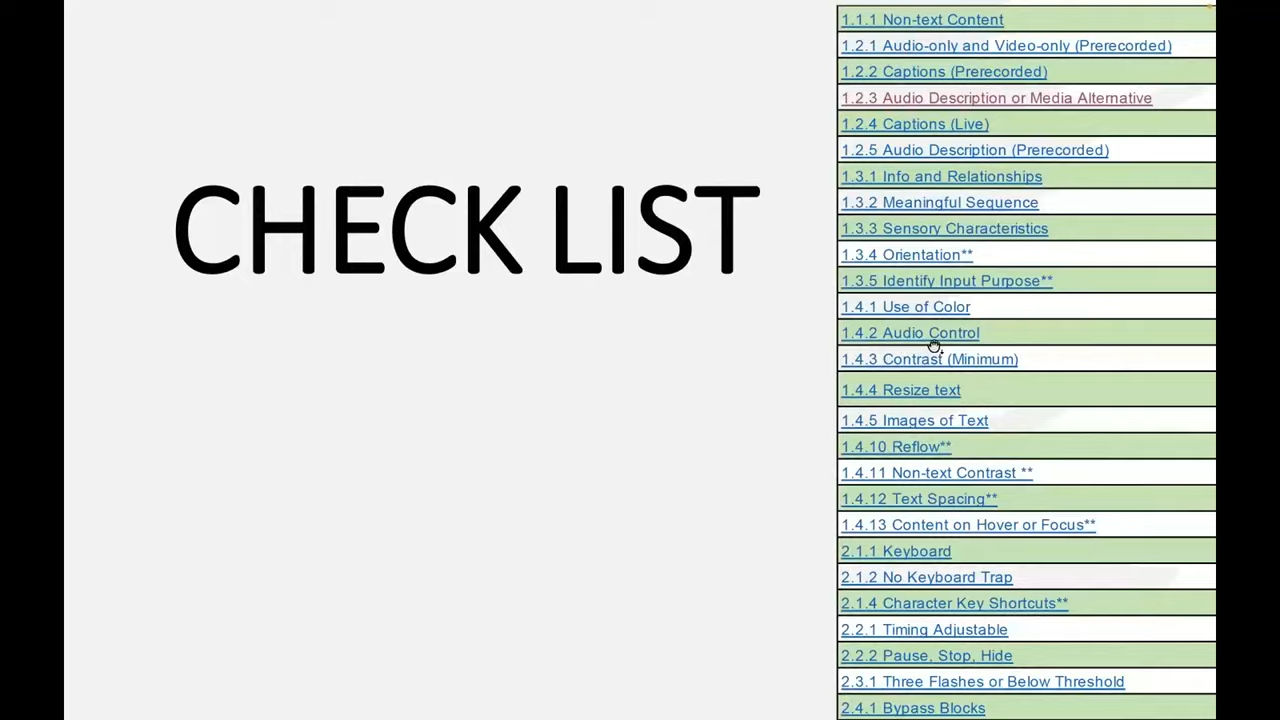 CHECK LIST
1.1.1 Non-text Content
1.2.1 Audio-only and Video-only (Prerecorded)
1.2.2 Captions (Prerecorded)
1.2.3 Audio Description or Media Alternative
1.2.4 Captions (Live)
1.2.5 Audio Description (Prerecorded)
1.3.1 Info and Relationships
1.3.2 Meaningful Sequence
1.3.3 Sensory Characteristics
1.3.4 Orientation**
1.3.5 Identify Input Purpose**
1.4.1 Use of Color
1.4.2 Audio Control
1.4.3 Contrast (Minimum)
1.4.4 Resize text
1.4.5 Images of Text
1.4.10 Reflow**
1.4.11 Non-text Contrast **
1.4.12 Text Spacing**
1.4.13 Content on Hover or Focus**
2.1.1 Keyboard
2.1.2 No Keyboard Trap
2.1.4 Character Key Shortcuts**
2.2.1 Timing Adjustable
2.2.2 Pause, Stop, Hide
2.3.1 Three Flashes or Below Threshold
2.4.1 Bypass Blocks